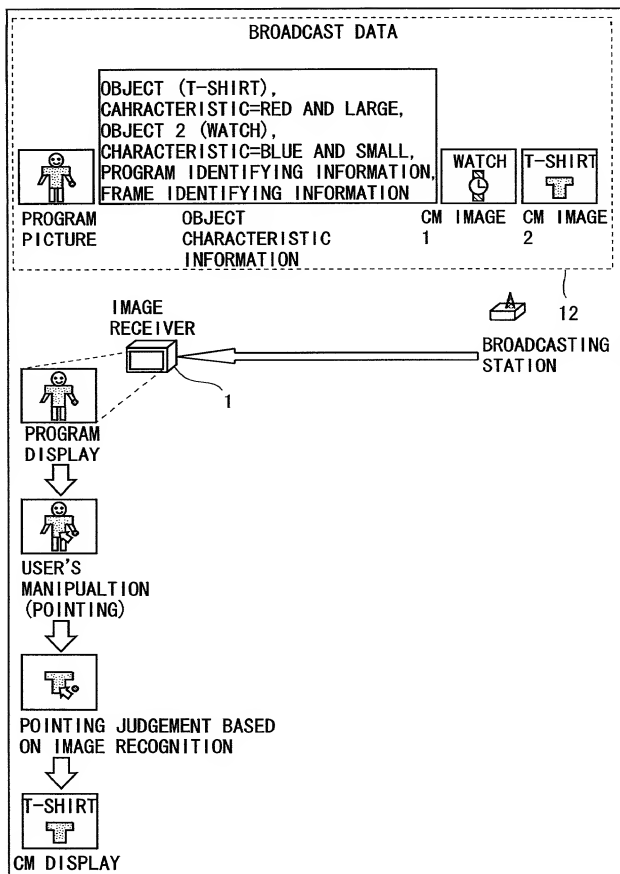 BROADCAST DATA
OBJECT (T-SHIRT),
CAHRACTERISTIC=RED AND LARGE,
OBJECT 2 (WATCH),
CHARACTERISTIC=BLUE AND SMALL,
PROGRAM IDENTIFYING INFORMATION,
FRAME IDENTIFYING INFORMATION
WATCH
T-SHIRT
PROGRAM
PICTURE
OBJECT
CHARACTERISTIC
INFORMATION
CM IMAGE
1
CM IMAGE
2
12
IMAGE
RECEIVER
1
BROADCASTING
STATION
PROGRAM
DISPLAY
USER'S
MANIPUALTION
(POINTING)
POINTING JUDGEMENT BASED
ON IMAGE RECOGNITION
T-SHIRT
CM DISPLAY